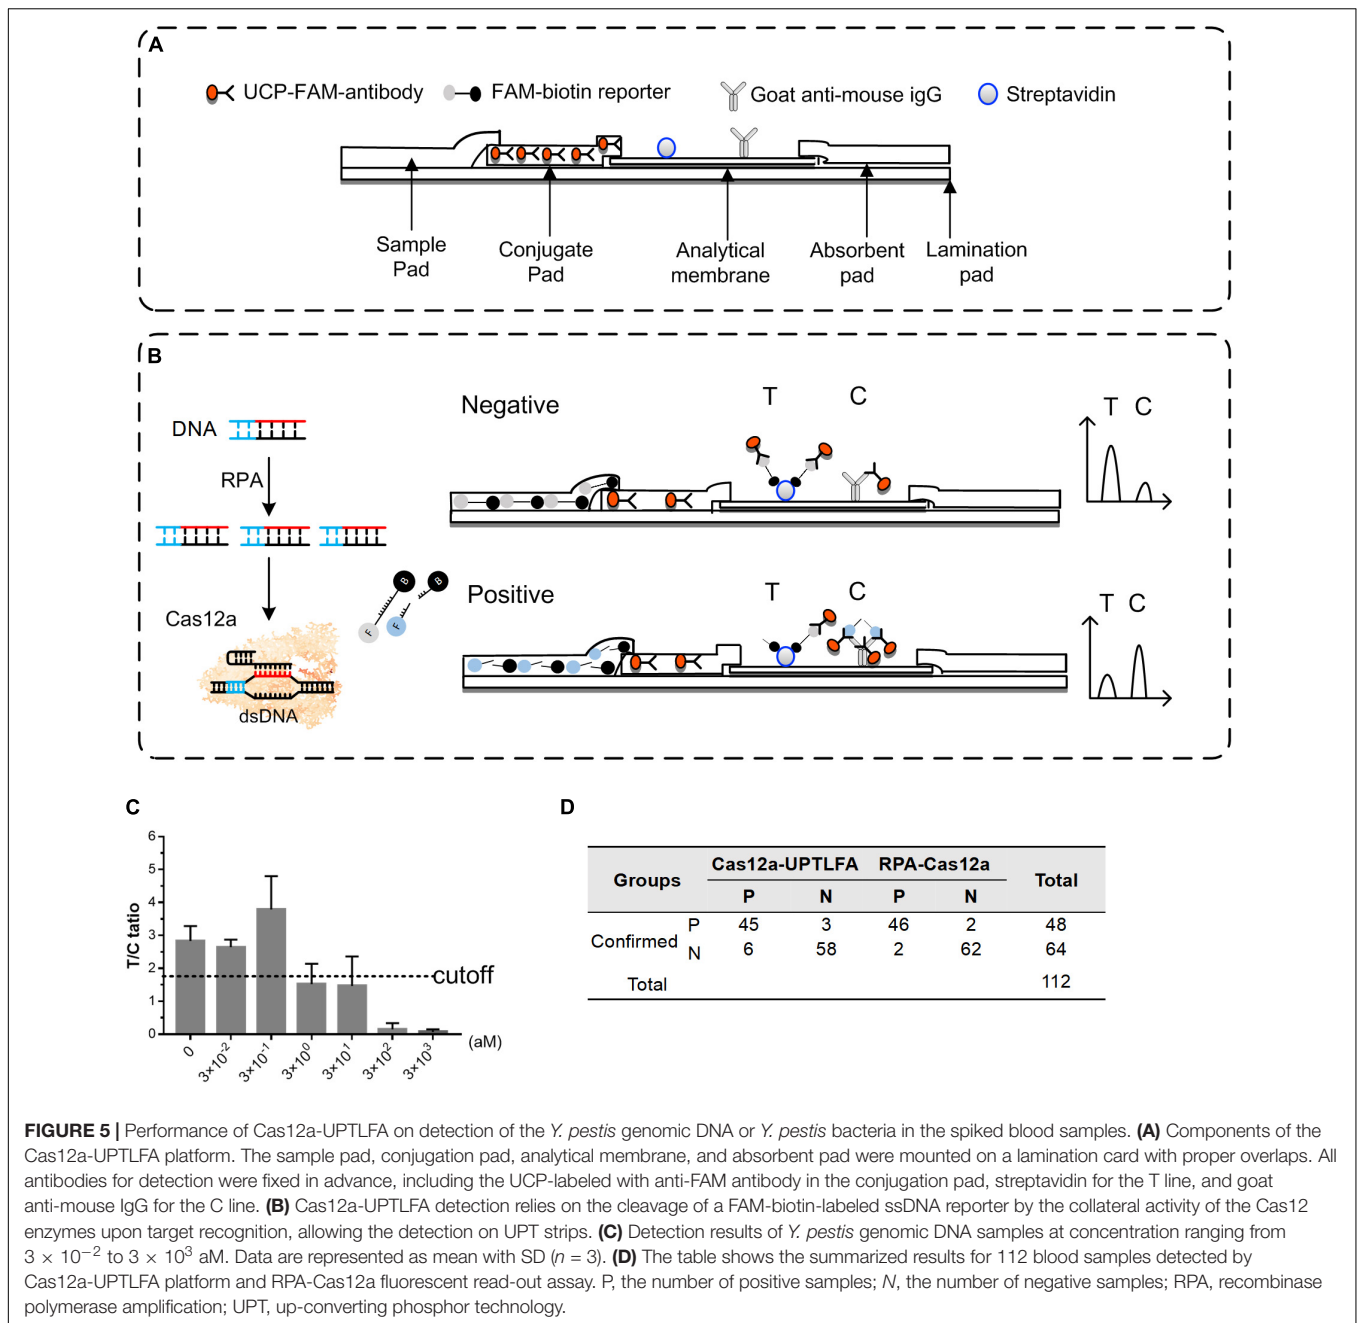 A
UCP-FAM-antibody FAM-biotin reporter Goat anti-mouse igG Streptavidin
Sample Pad
Conjugate Pad
Analytical membrane
Absorbent pad
Lamination pad
B
DNA
RPA
Cas12a
dsDNA
F
B
F
B
Negative
T C
T C
Positive
T C
T C
C
T/C tatio
6
5
4
3
2
1
0
cutoff
0 3×10⁻² 3×10⁻¹ 3×10⁰ 3×10¹ 3×10² 3×10³ (aM)
D
Groups Cas12a-UPTLFA RPA-Cas12a Total
P N P N
Confirmed P 45 3 46 2 48
N 6 58 2 62 64
Total 112
FIGURE 5 | Performance of Cas12a-UPTLFA on detection of the Y. pestis genomic DNA or Y. pestis bacteria in the spiked blood samples. (A) Components of the
Cas12a-UPTLFA platform. The sample pad, conjugation pad, analytical membrane, and absorbent pad were mounted on a lamination card with proper overlaps. All
antibodies for detection were fixed in advance, including the UCP-labeled with anti-FAM antibody in the conjugation pad, streptavidin for the T line, and goat
anti-mouse IgG for the C line. (B) Cas12a-UPTLFA detection relies on the cleavage of a FAM-biotin-labeled ssDNA reporter by the collateral activity of the Cas12
enzymes upon target recognition, allowing the detection on UPT strips. (C) Detection results of Y. pestis genomic DNA samples at concentration ranging from
3 × 10⁻² to 3 × 10³ aM. Data are represented as mean with SD (n = 3). (D) The table shows the summarized results for 112 blood samples detected by
Cas12a-UPTLFA platform and RPA-Cas12a fluorescent read-out assay. P, the number of positive samples; N, the number of negative samples; RPA, recombinase
polymerase amplification; UPT, up-converting phosphor technology.